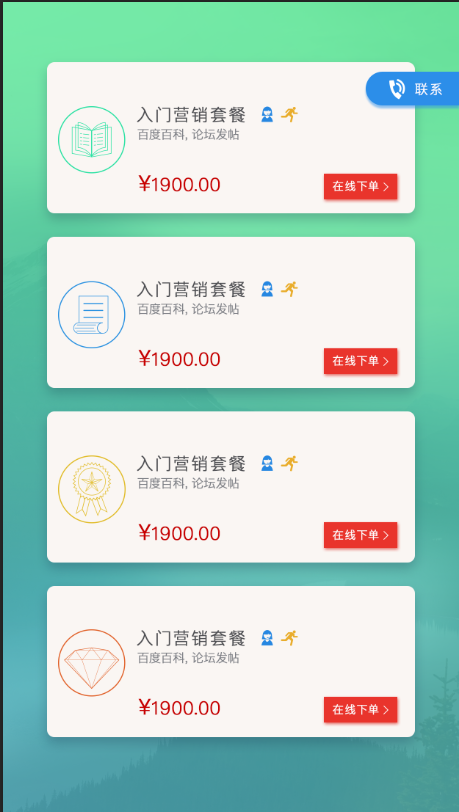 联系
入门营销套餐
百度百科, 论坛发帖
¥1900.00
在线下单 >
入门营销套餐
百度百科, 论坛发帖
¥1900.00
在线下单 >
入门营销套餐
百度百科, 论坛发帖
¥1900.00
在线下单 >
入门营销套餐
百度百科, 论坛发帖
¥1900.00
在线下单 >